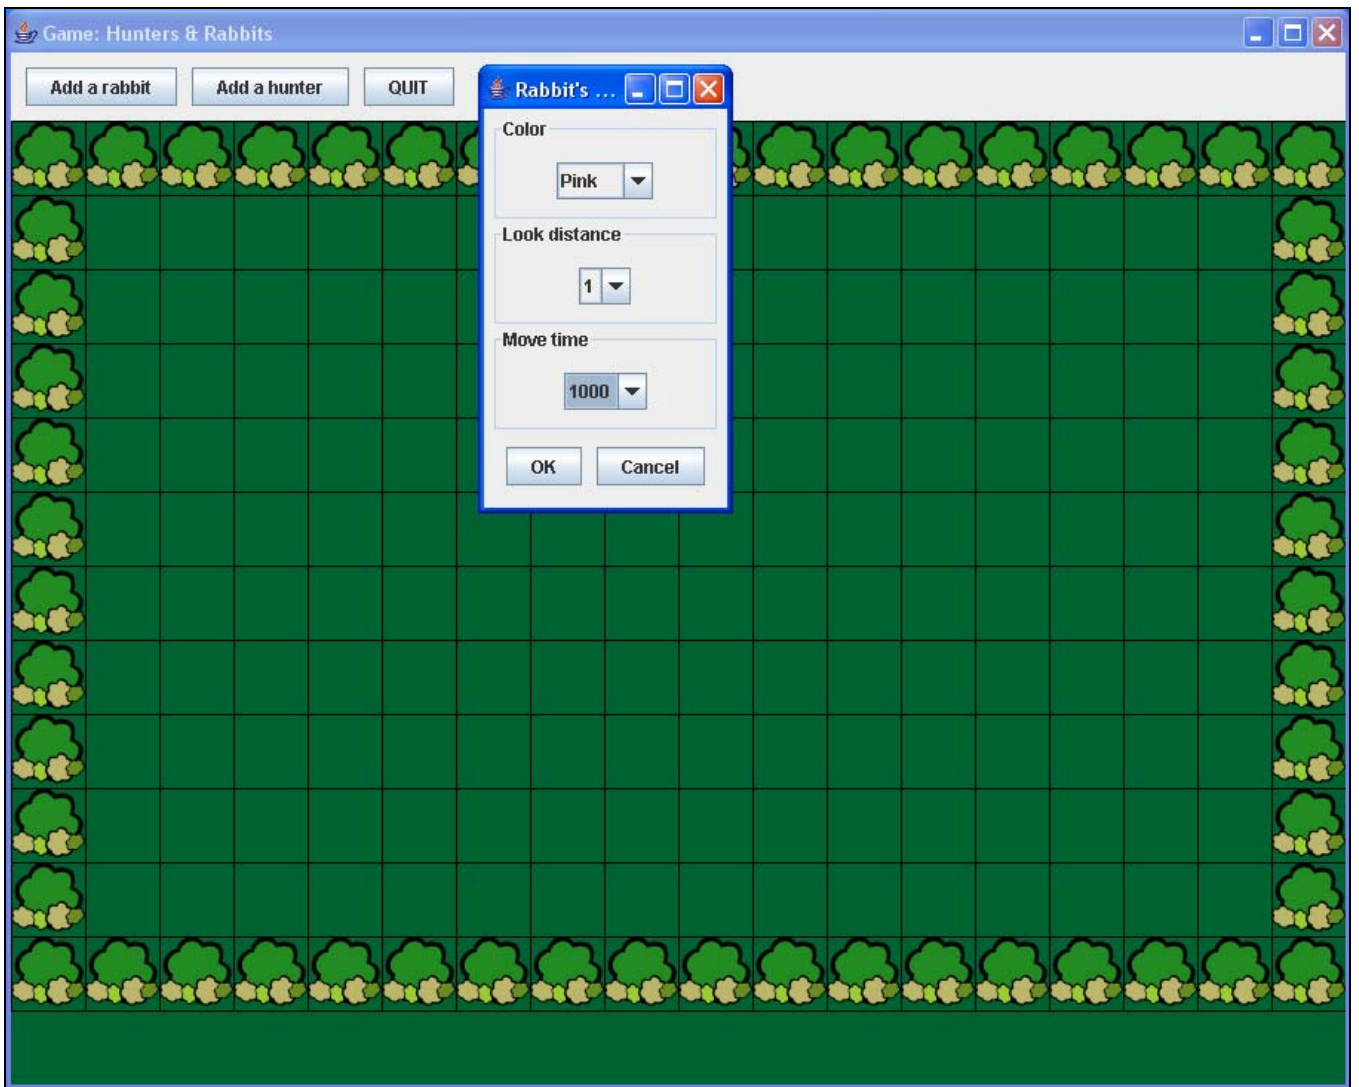 Game: Hunters & Rabbits
Add a rabbit Add a hunter QUIT
Rabbit's ...
Color
Pink
Look distance
1
Move time
1000
OK Cancel